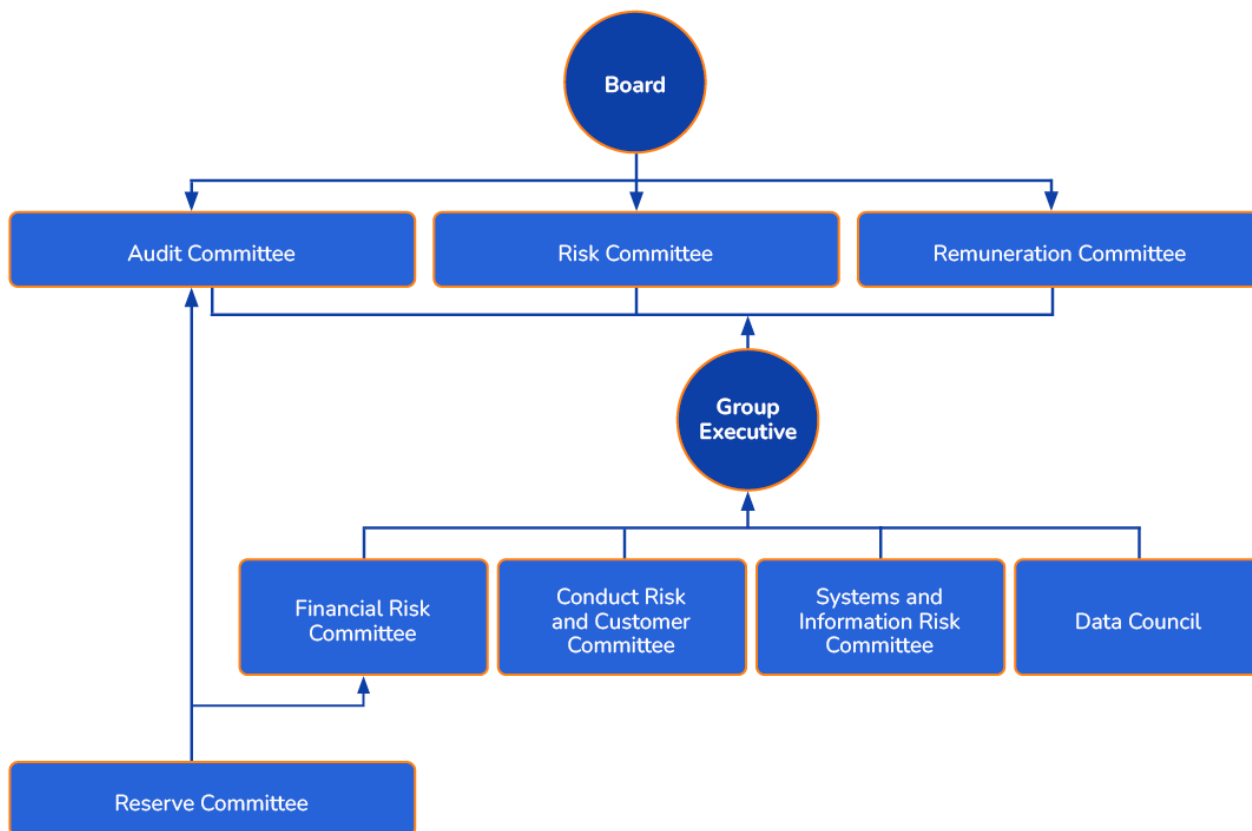 Board
Audit Committee
Risk Committee
Remuneration Committee
Group
Executive
Financial Risk
Committee
Conduct Risk
and Customer
Committee
Systems and
Information Risk
Committee
Data Council
Reserve Committee